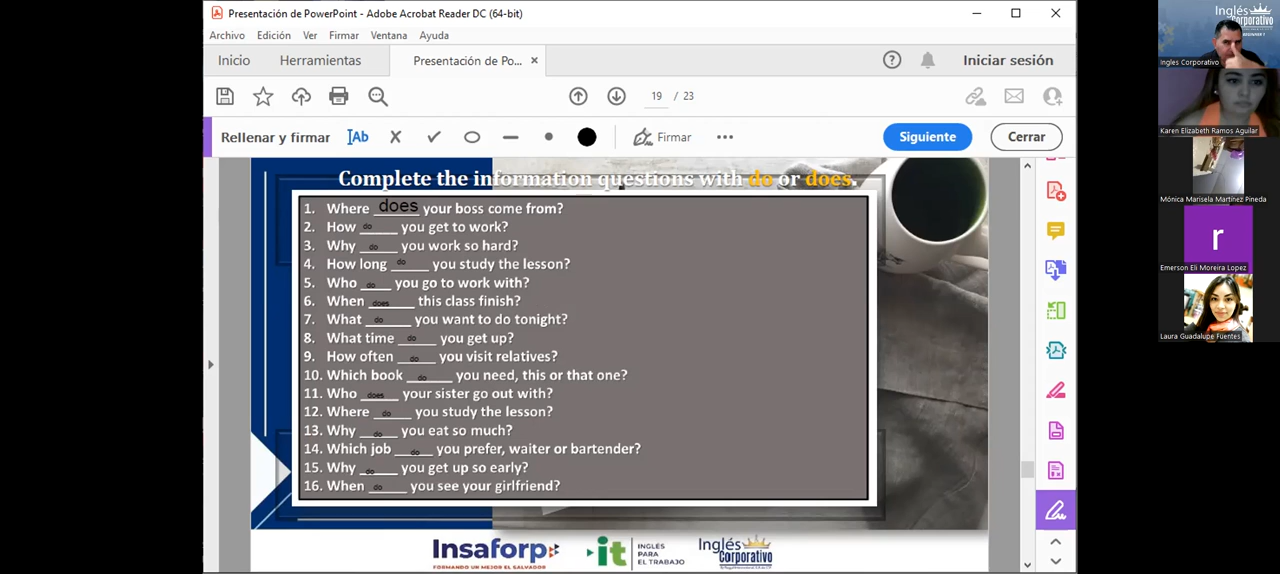 Presentación de PowerPoint - Adobe Acrobat Reader DC (64-bit)
Archivo Edición Ver Firmar Ventana Ayuda
Inicio Herramientas Presentación de Po... × Iniciar sesión
19 / 23
Rellenar y firmar Ab Firmar ... Siguiente Cerrar
Complete the information questions with do or does.
1. Where does your boss come from?
2. How do you get to work?
3. Why do you work so hard?
4. How long do you study the lesson?
5. Who do you go to work with?
6. When does this class finish?
7. What do you want to do tonight?
8. What time do you get up?
9. How often do you visit relatives?
10. Which book do you need, this or that one?
11. Who does your sister go out with?
12. Where do you study the lesson?
13. Why do you eat so much?
14. Which job do you prefer, waiter or bartender?
15. Why do you get up so early?
16. When do you see your girlfriend?
Insaforp
FORMANDO UN MEJOR EL SALVADOR
it
INGLÉS
PARA
EL TRABAJO
Inglés
Corporativo
Inglés
Corporativo
BEGINNER 1
Ingles Corporativo
Karen Elizabeth Ramos Aguilar
Mónica Marisela Martínez Pineda
r
Emerson Eli Moreira Lopez
Laura Guadalupe Fuentes